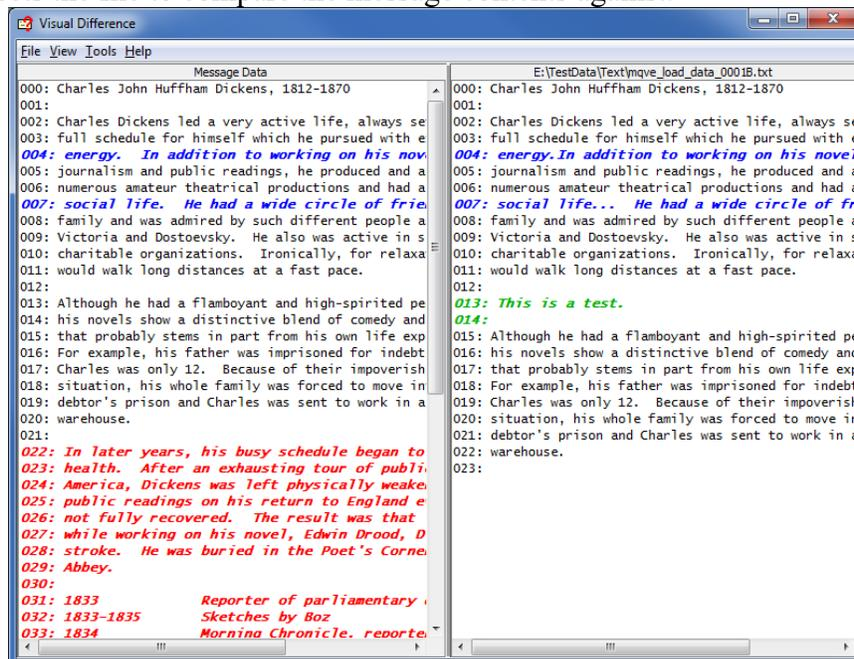 Visual Difference
File View Tools Help
Message Data
000: Charles John Huffham Dickens, 1812-1870
001:
002: Charles Dickens led a very active life, always se
003: full schedule for himself which he pursued with e
004: energy.  In addition to working on his nov
005: journalism and public readings, he produced and a
006: numerous amateur theatrical productions and had a
007: social life.  He had a wide circle of frie
008: family and was admired by such different people a
009: Victoria and Dostoevsky.  He also was active in s
010: charitable organizations.  Ironically, for relaxa
011: would walk long distances at a fast pace.
012:
013: Although he had a flamboyant and high-spirited pe
014: his novels show a distinctive blend of comedy and
015: that probably stems in part from his own life exp
016: For example, his father was imprisoned for indebt
017: Charles was only 12.  Because of their impoverish
018: situation, his whole family was forced to move in
019: debtor's prison and Charles was sent to work in a
020: warehouse.
021:
022: In later years, his busy schedule began to
023: health.  After an exhausting tour of publi
024: America, Dickens was left physically weake
025: public readings on his return to England e
026: not fully recovered.  The result was that
027: while working on his novel, Edwin Drood, D
028: stroke.  He was buried in the Poet's Corne
029: Abbey.
030:
031: 1833 Reporter of parliamentary
032: 1833-1835 Sketches by Boz
033: 1834 Morning Chronicle, reporte
E:\TestData\Text\mqve_load_data_0001B.txt
000: Charles John Huffham Dickens, 1812-1870
001:
002: Charles Dickens led a very active life, always se
003: full schedule for himself which he pursued with e
004: energy.In addition to working on his novel
005: journalism and public readings, he produced and a
006: numerous amateur theatrical productions and had a
007: social life...  He had a wide circle of fr
008: family and was admired by such different people a
009: Victoria and Dostoevsky.  He also was active in s
010: charitable organizations.  Ironically, for relaxa
011: would walk long distances at a fast pace.
012:
013: This is a test.
014:
015: Although he had a flamboyant and high-spirited pe
016: his novels show a distinctive blend of comedy and
017: that probably stems in part from his own life exp
018: For example, his father was imprisoned for indebt
019: Charles was only 12.  Because of their impoverish
020: situation, his whole family was forced to move in
021: debtor's prison and Charles was sent to work in a
022: warehouse.
023: